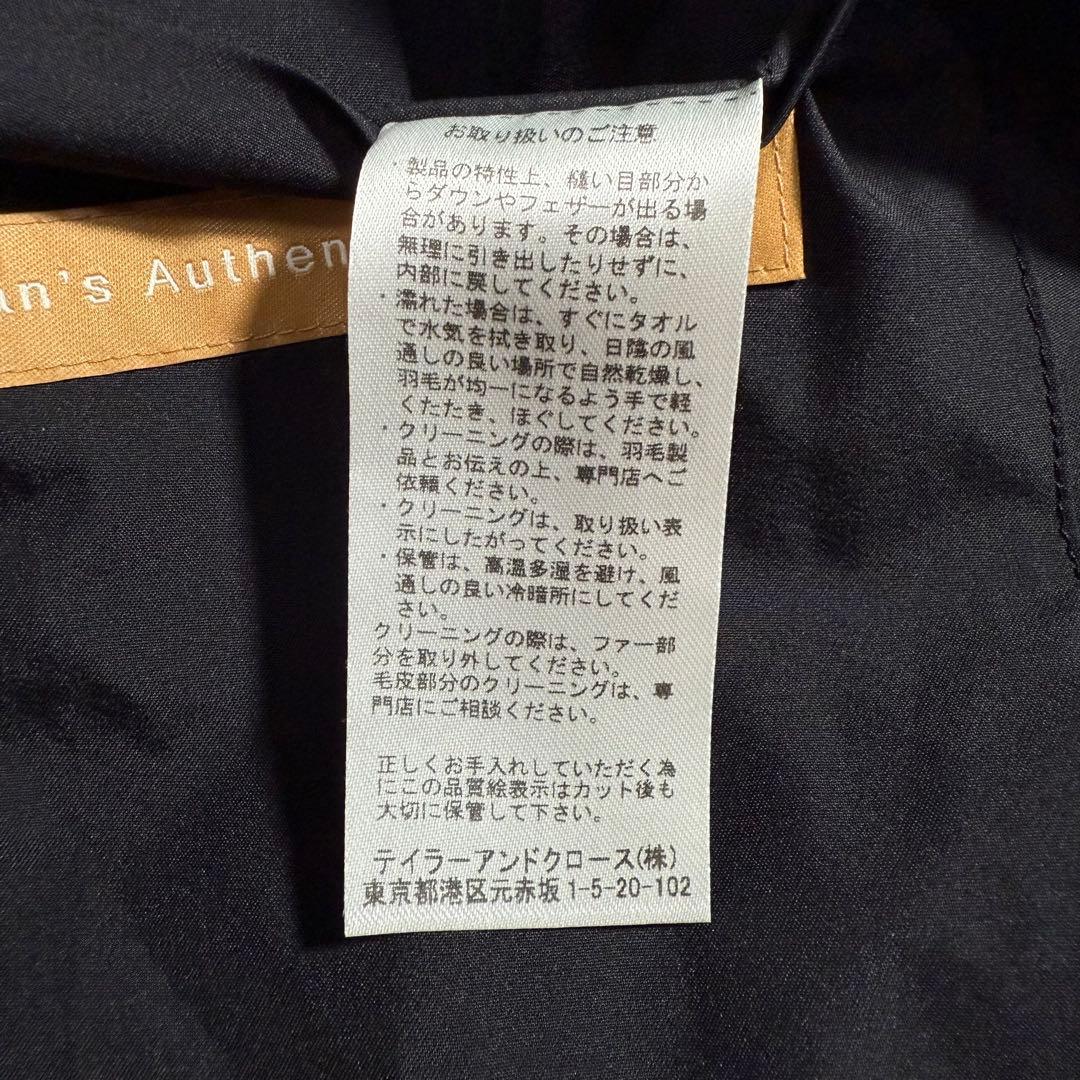 お取り扱いのご注意
・製品の特性上、縫い目部分か
らダウンやフェザーが出る場
合があります。その場合は、
無理に引き出したりせずに、
内部に戻してください。
・濡れた場合は、すぐにタオル
で水気を拭き取り、日陰の風
通しの良い場所で自然乾燥し、
羽毛が均一になるよう手で軽
くたたき、ほぐしてください。
・クリーニングの際は、羽毛製
品とお伝えの上、専門店へご
依頼ください。
・クリーニングは、取り扱い表
示にしたがってください。
・保管は、高温多湿を避け、風
通しの良い冷暗所にしてくだ
さい。
クリーニングの際は、ファー部
分を取り外してください。
毛皮部分のクリーニングは、専
門店にご相談ください。
正しくお手入れしていただく為
にこの品質絵表示はカット後も
大切に保管して下さい。
テイラーアンドクロース(株)
東京都港区元赤坂1-5-20-102
an's Authen